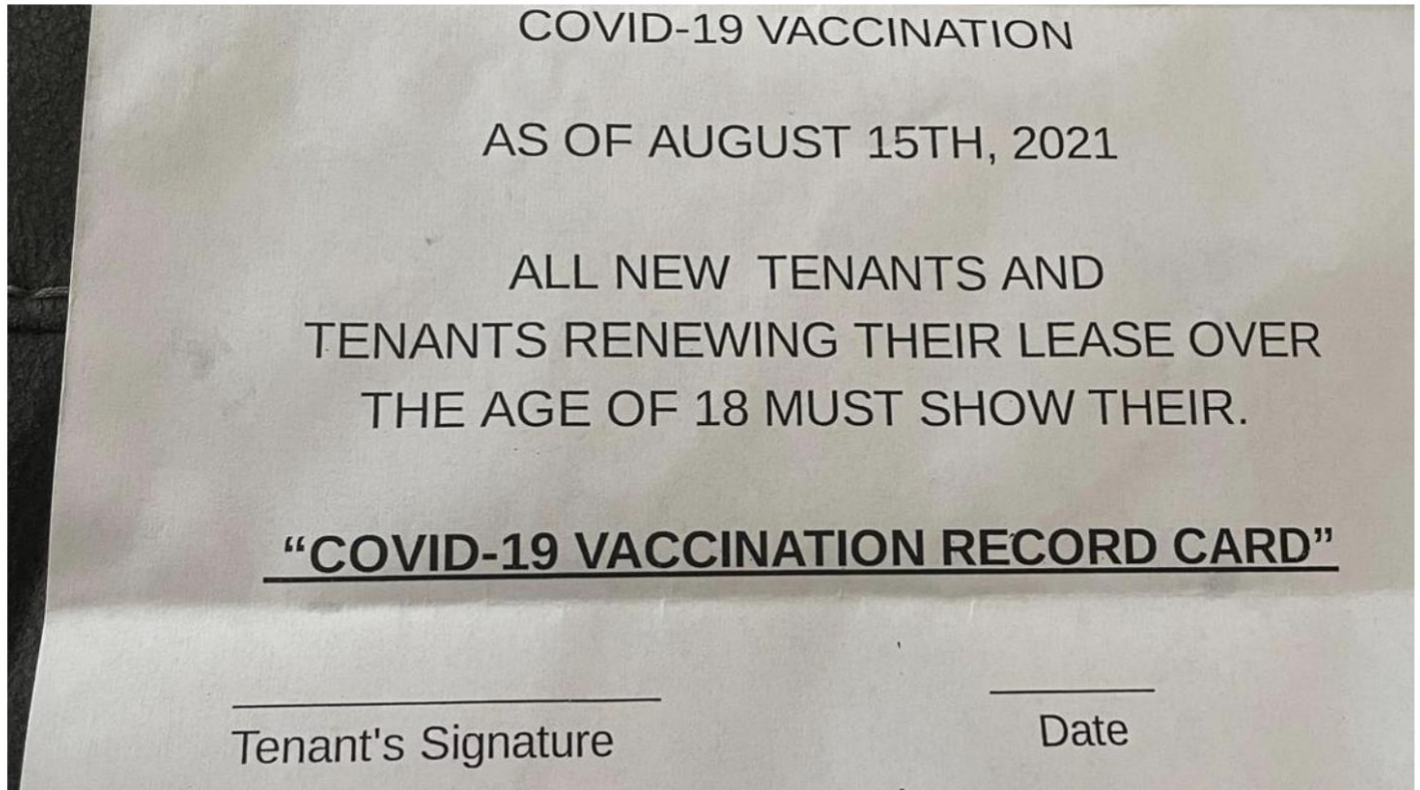 COVID-19 VACCINATION
AS OF AUGUST 15TH, 2021
ALL NEW  TENANTS AND
TENANTS RENEWING THEIR LEASE OVER
THE AGE OF 18 MUST SHOW THEIR.
“COVID-19 VACCINATION RECORD CARD”
Tenant's Signature
Date